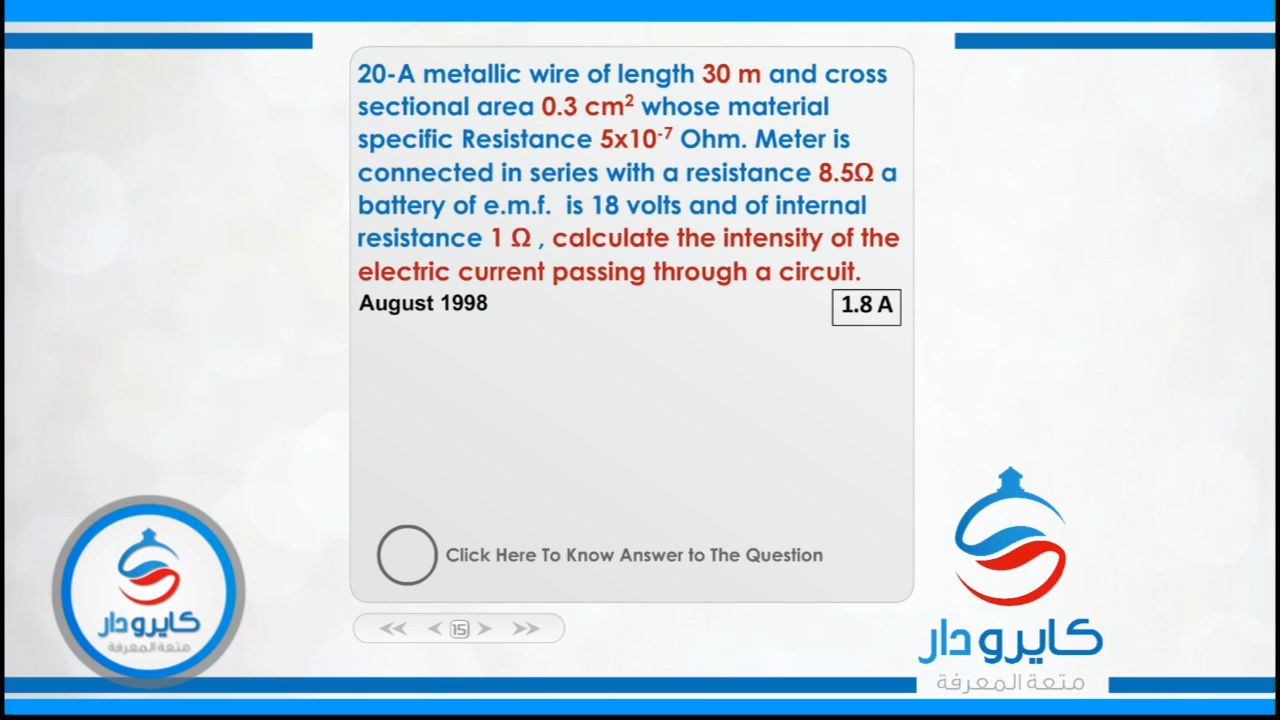 20-A metallic wire of length 30 m and cross
sectional area 0.3 cm² whose material
specific Resistance 5x10⁻⁷ Ohm. Meter is
connected in series with a resistance 8.5Ω a
battery of e.m.f. is 18 volts and of internal
resistance 1 Ω , calculate the intensity of the
electric current passing through a circuit.
August 1998
1.8 A
Click Here To Know Answer to The Question
15
كايرو دار
متعة المعرفة
كايرو دار
متعة المعرفة